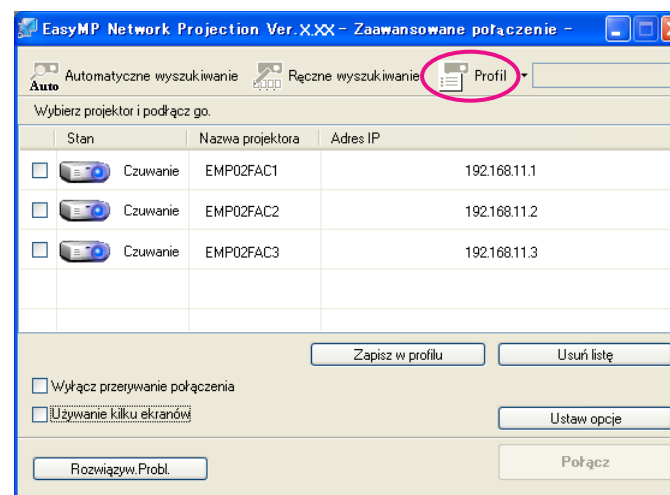 EasyMP Network Projection Ver.X.XX - Zaawansowane połączenie -
Auto Automatyczne wyszukiwanie Ręczne wyszukiwanie Profil
Wybierz projektor i podłącz go.
Stan Nazwa projektora Adres IP
Czuwanie EMP02FAC1 192.168.11.1
Czuwanie EMP02FAC2 192.168.11.2
Czuwanie EMP02FAC3 192.168.11.3
Zapisz w profilu Usuń listę
Wyłącz przerywanie połączenia
Używanie kilku ekranów
Ustaw opcje
Rozwiązyw.Probl. Połącz